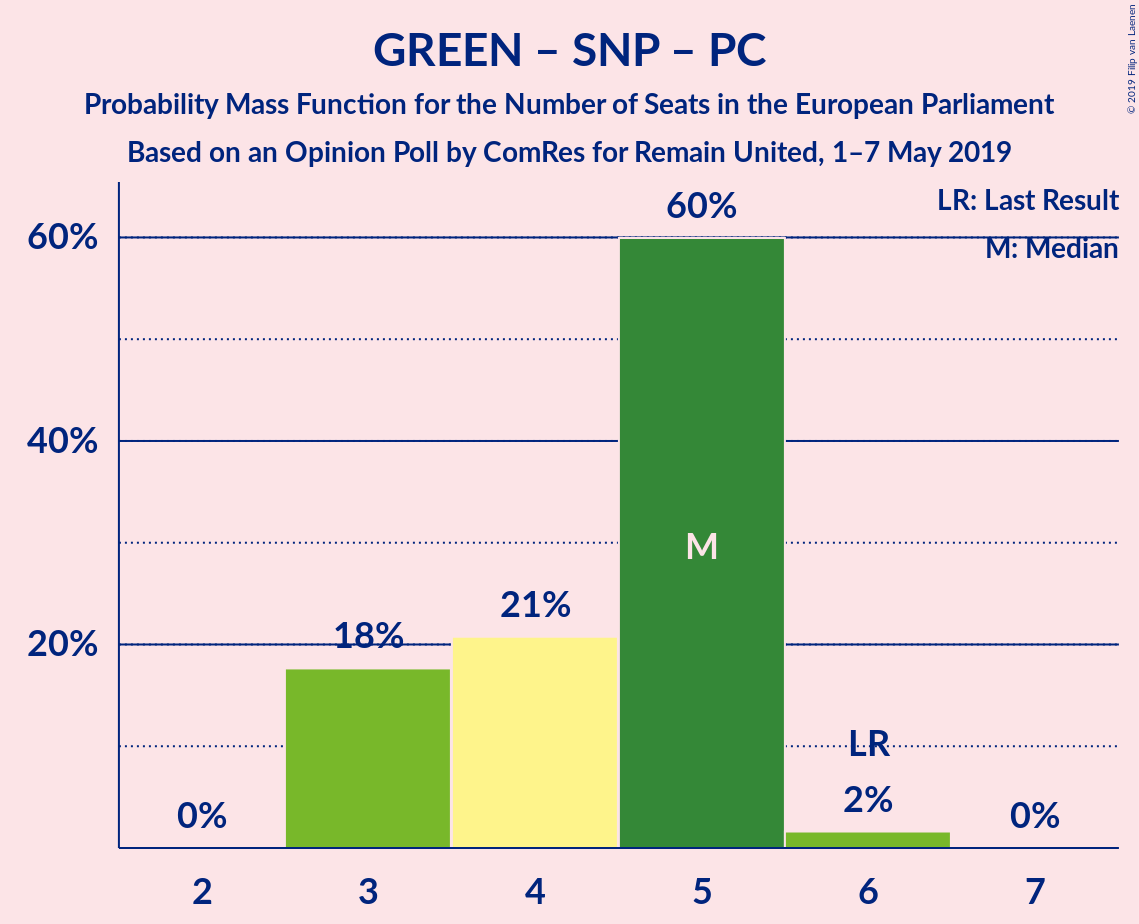 GREEN – SNP – PC
Probability Mass Function for the Number of Seats in the European Parliament
Based on an Opinion Poll by ComRes for Remain United, 1–7 May 2019
© 2019 Filip van Laenen
LR: Last Result
M: Median
60%
40%
20%
0%
18%
21%
60%
M
LR
2%
0%
2
3
4
5
6
7